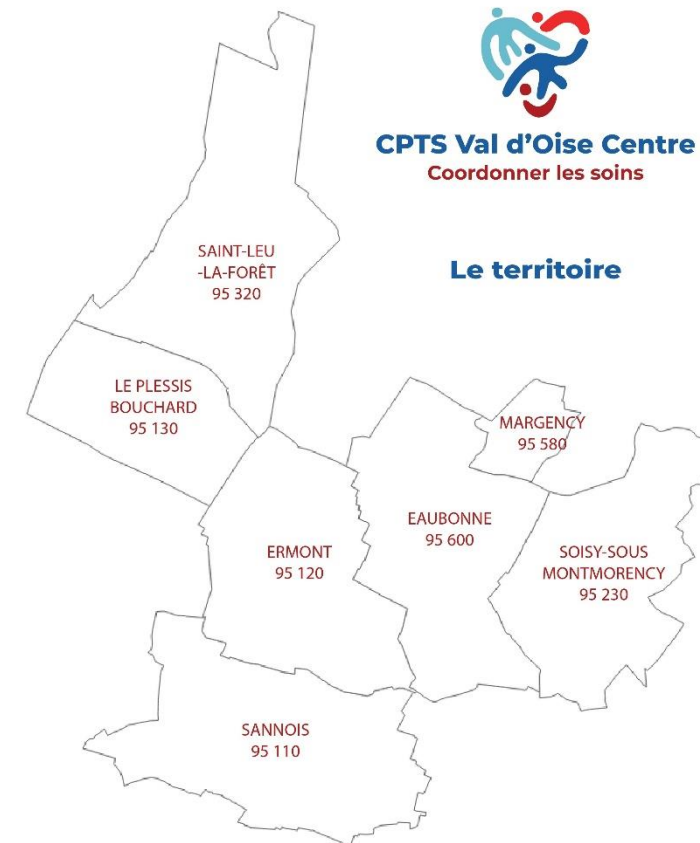 CPTS Val d’Oise Centre
Coordonner les soins
Le territoire
SAINT-LEU
-LA-FORÊT
95 320
LE PLESSIS
BOUCHARD
95 130
MARGENCY
95 580
EAUBONNE
95 600
ERMONT
95 120
SOISY-SOUS
MONTMORENCY
95 230
SANNOIS
95 110